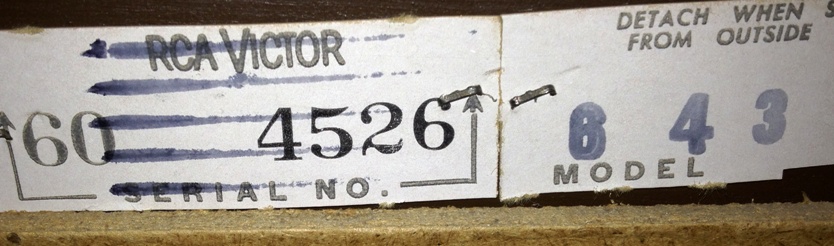 RCA VICTOR
60 4526
SERIAL NO.
DETACH WHEN S
FROM OUTSIDE
6 4 3
MODEL